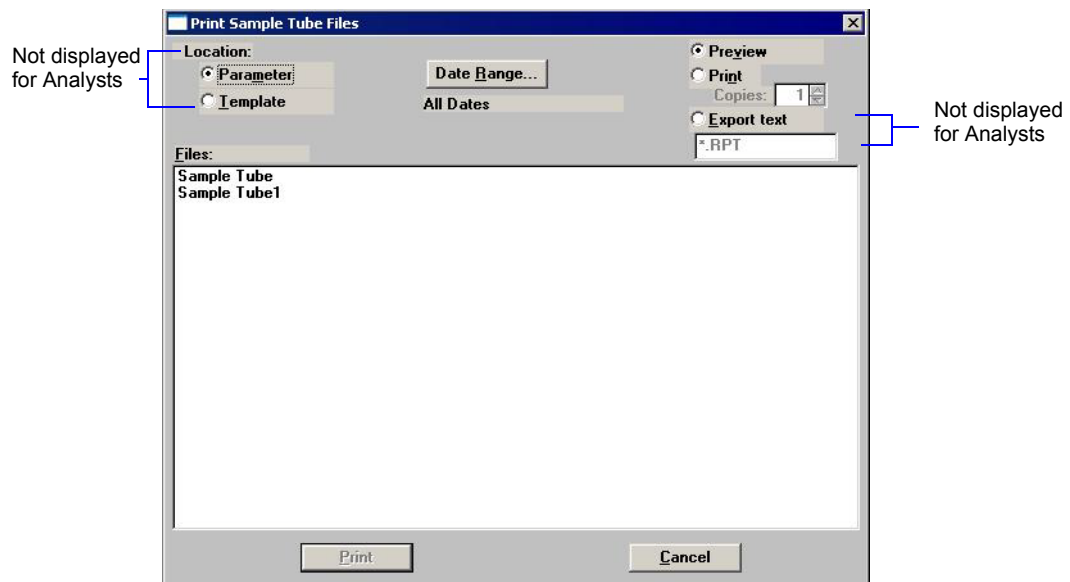 Print Sample Tube Files
Not displayed
for Analysts
Location:
Parameter
Template
Date Range...
All Dates
Preview
Print
Copies: 1
Export text
*.RPT
Not displayed
for Analysts
Files:
Sample Tube
Sample Tube1
Print
Cancel